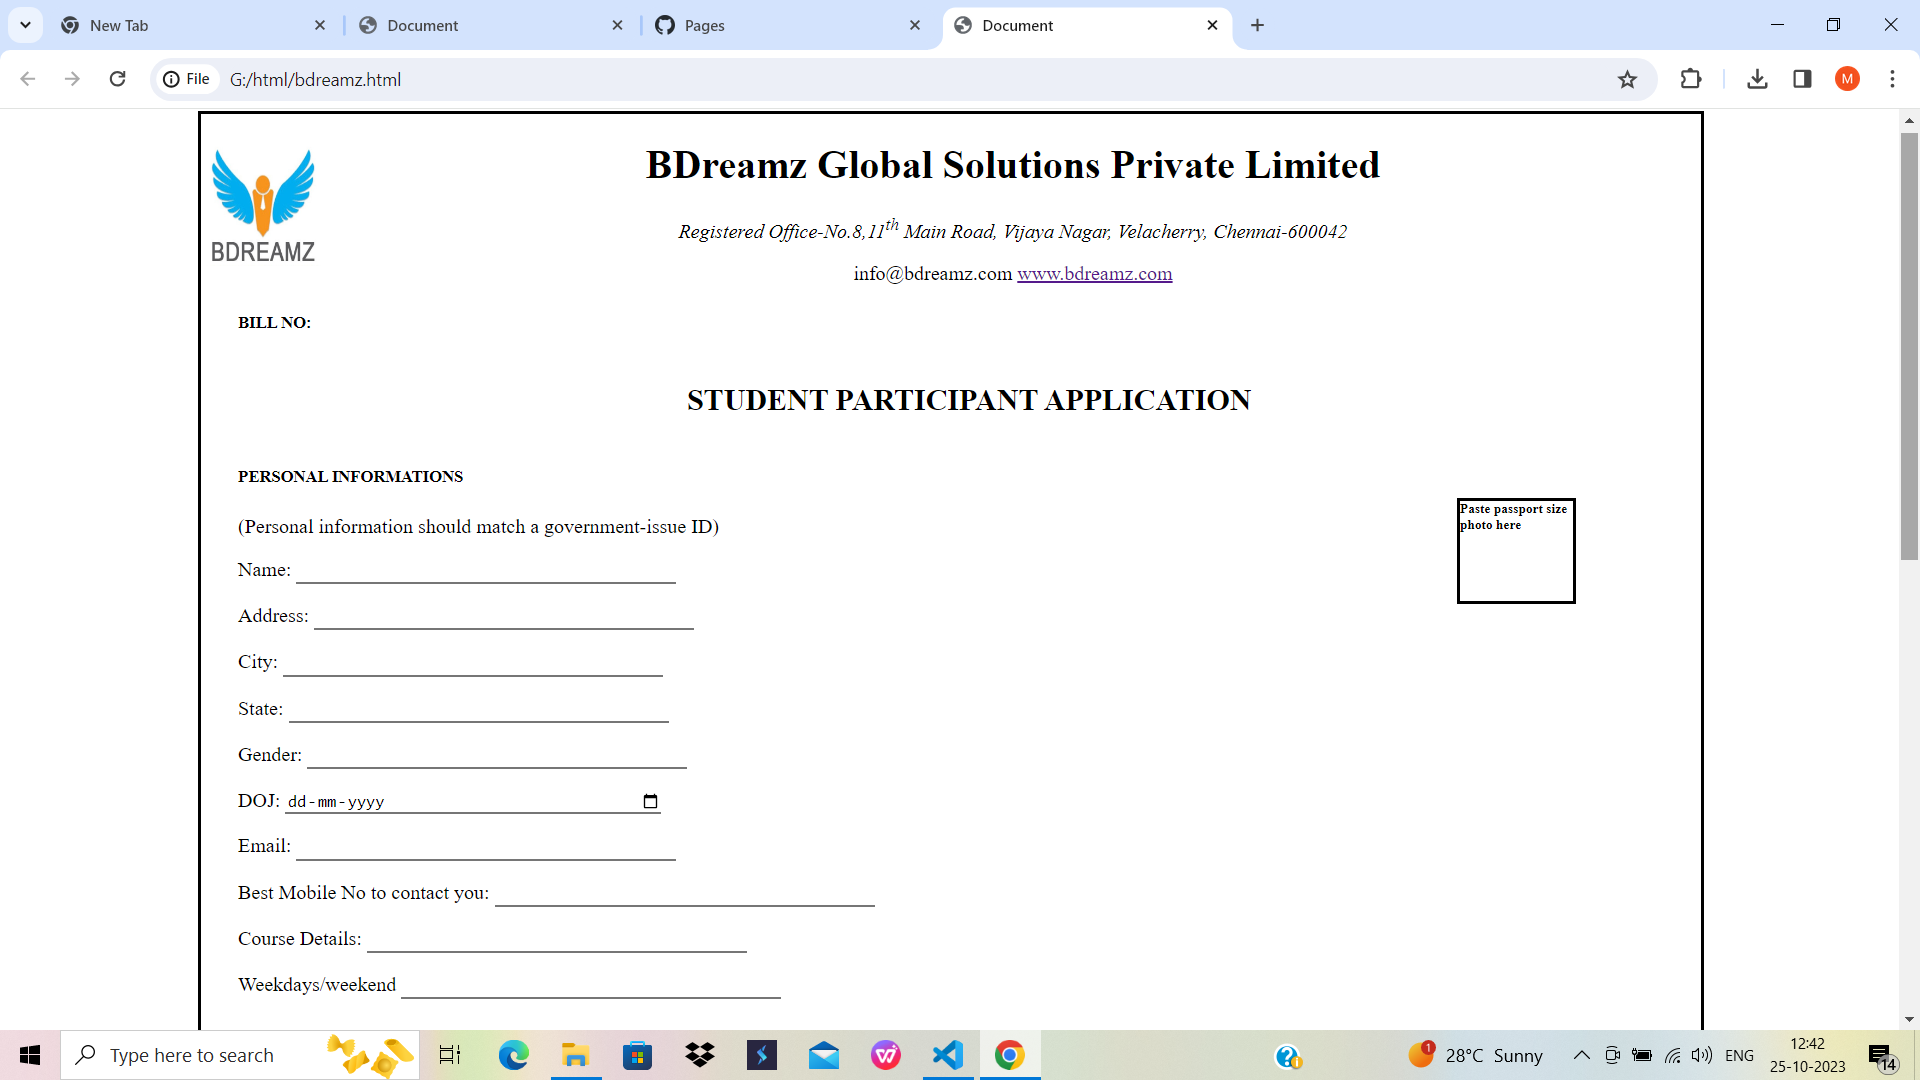 New Tab
Document
Pages
Document
File
G:/html/bdreamz.html
M
BDREAMZ
BDreamz Global Solutions Private Limited
Registered Office-No.8,11th Main Road, Vijaya Nagar, Velacherry, Chennai-600042
info@bdreamz.com www.bdreamz.com
BILL NO:
STUDENT PARTICIPANT APPLICATION
PERSONAL INFORMATIONS
Paste passport size
photo here
(Personal information should match a government-issue ID)
Name:
Address:
City:
State:
Gender:
DOJ: dd-mm-yyyy
Email:
Best Mobile No to contact you:
Course Details:
Weekdays/weekend
Type here to search
1
28°C Sunny
ENG
12:42
25-10-2023
14